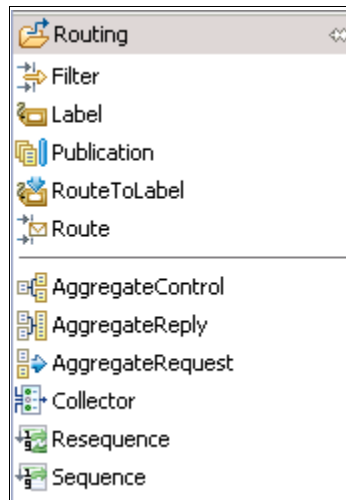 Routing
Filter
Label
Publication
RouteToLabel
Route
AggregateControl
AggregateReply
AggregateRequest
Collector
Resequence
Sequence